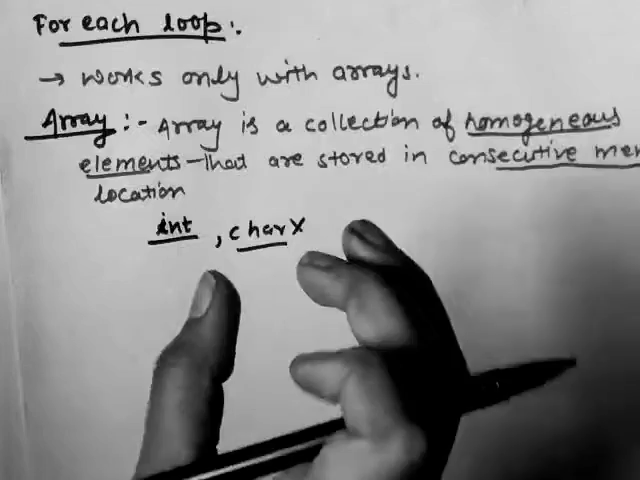 For each loop:.
→ works only with arrays.
Array :- Array is a collection of homogeneous
elements that are stored in consecutive
location
int , char X